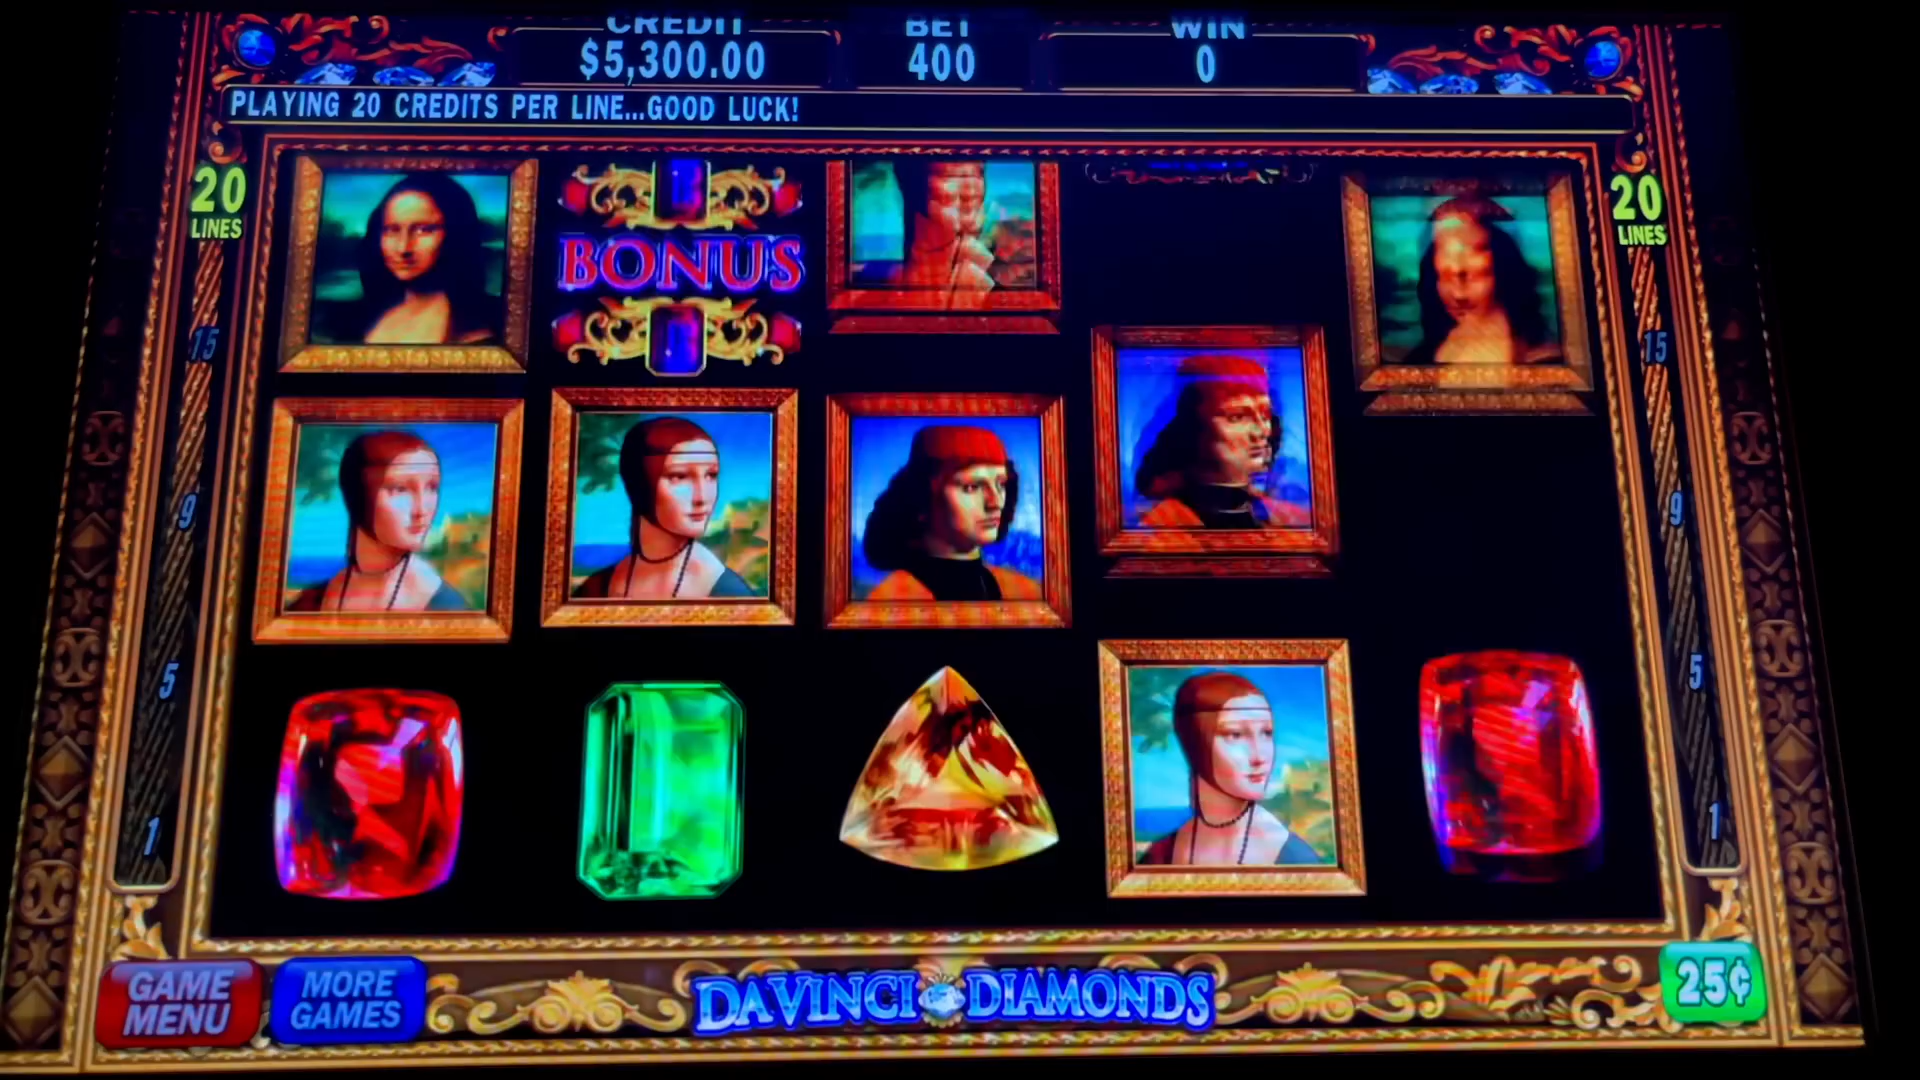 CREDIT
$5,300.00
BET
400
WIN
0
PLAYING 20 CREDITS PER LINE...GOOD LUCK!
20
LINES
20
LINES
BONUS
15
15
9
9
5
5
1
1
GAME
MENU
MORE
GAMES
DAVINCI DIAMONDS
25¢